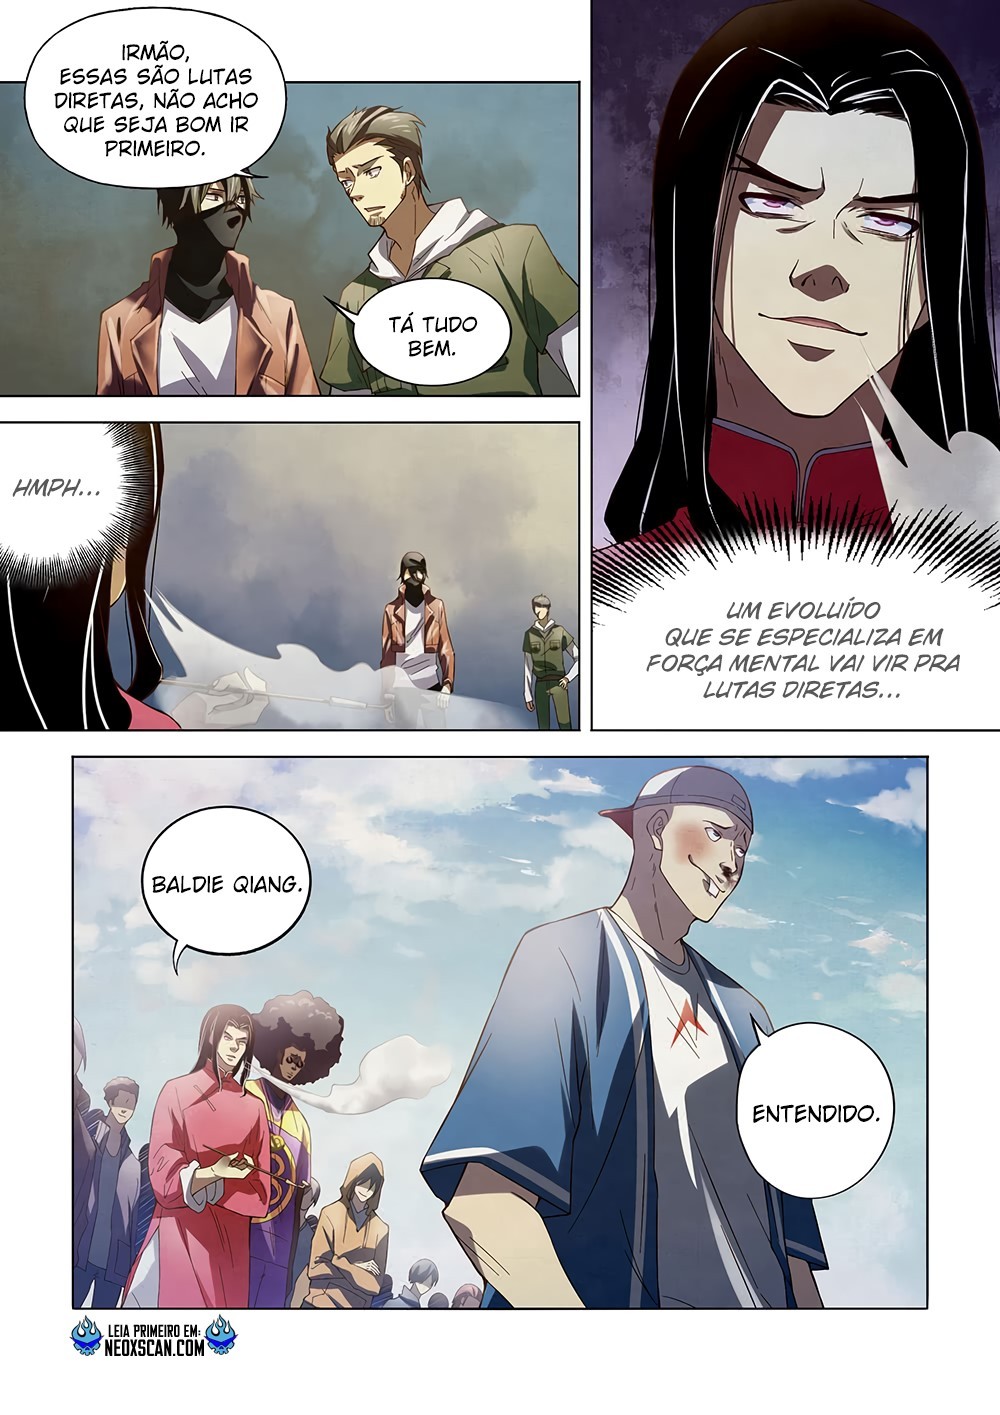 IRMÃO,
ESSAS SÃO LUTAS
DIRETAS, NÃO ACHO
QUE SEJA BOM IR
PRIMEIRO.
TÁ TUDO
BEM.
UM EVOLUÍDO
QUE SE ESPECIALIZA EM
FORÇA MENTAL VAI VIR PRA
LUTAS DIRETAS...
HMPH...
BALDIE QIANG.
ENTENDIDO.
LEIA PRIMEIRO EM:
NEOXSCAN.COM